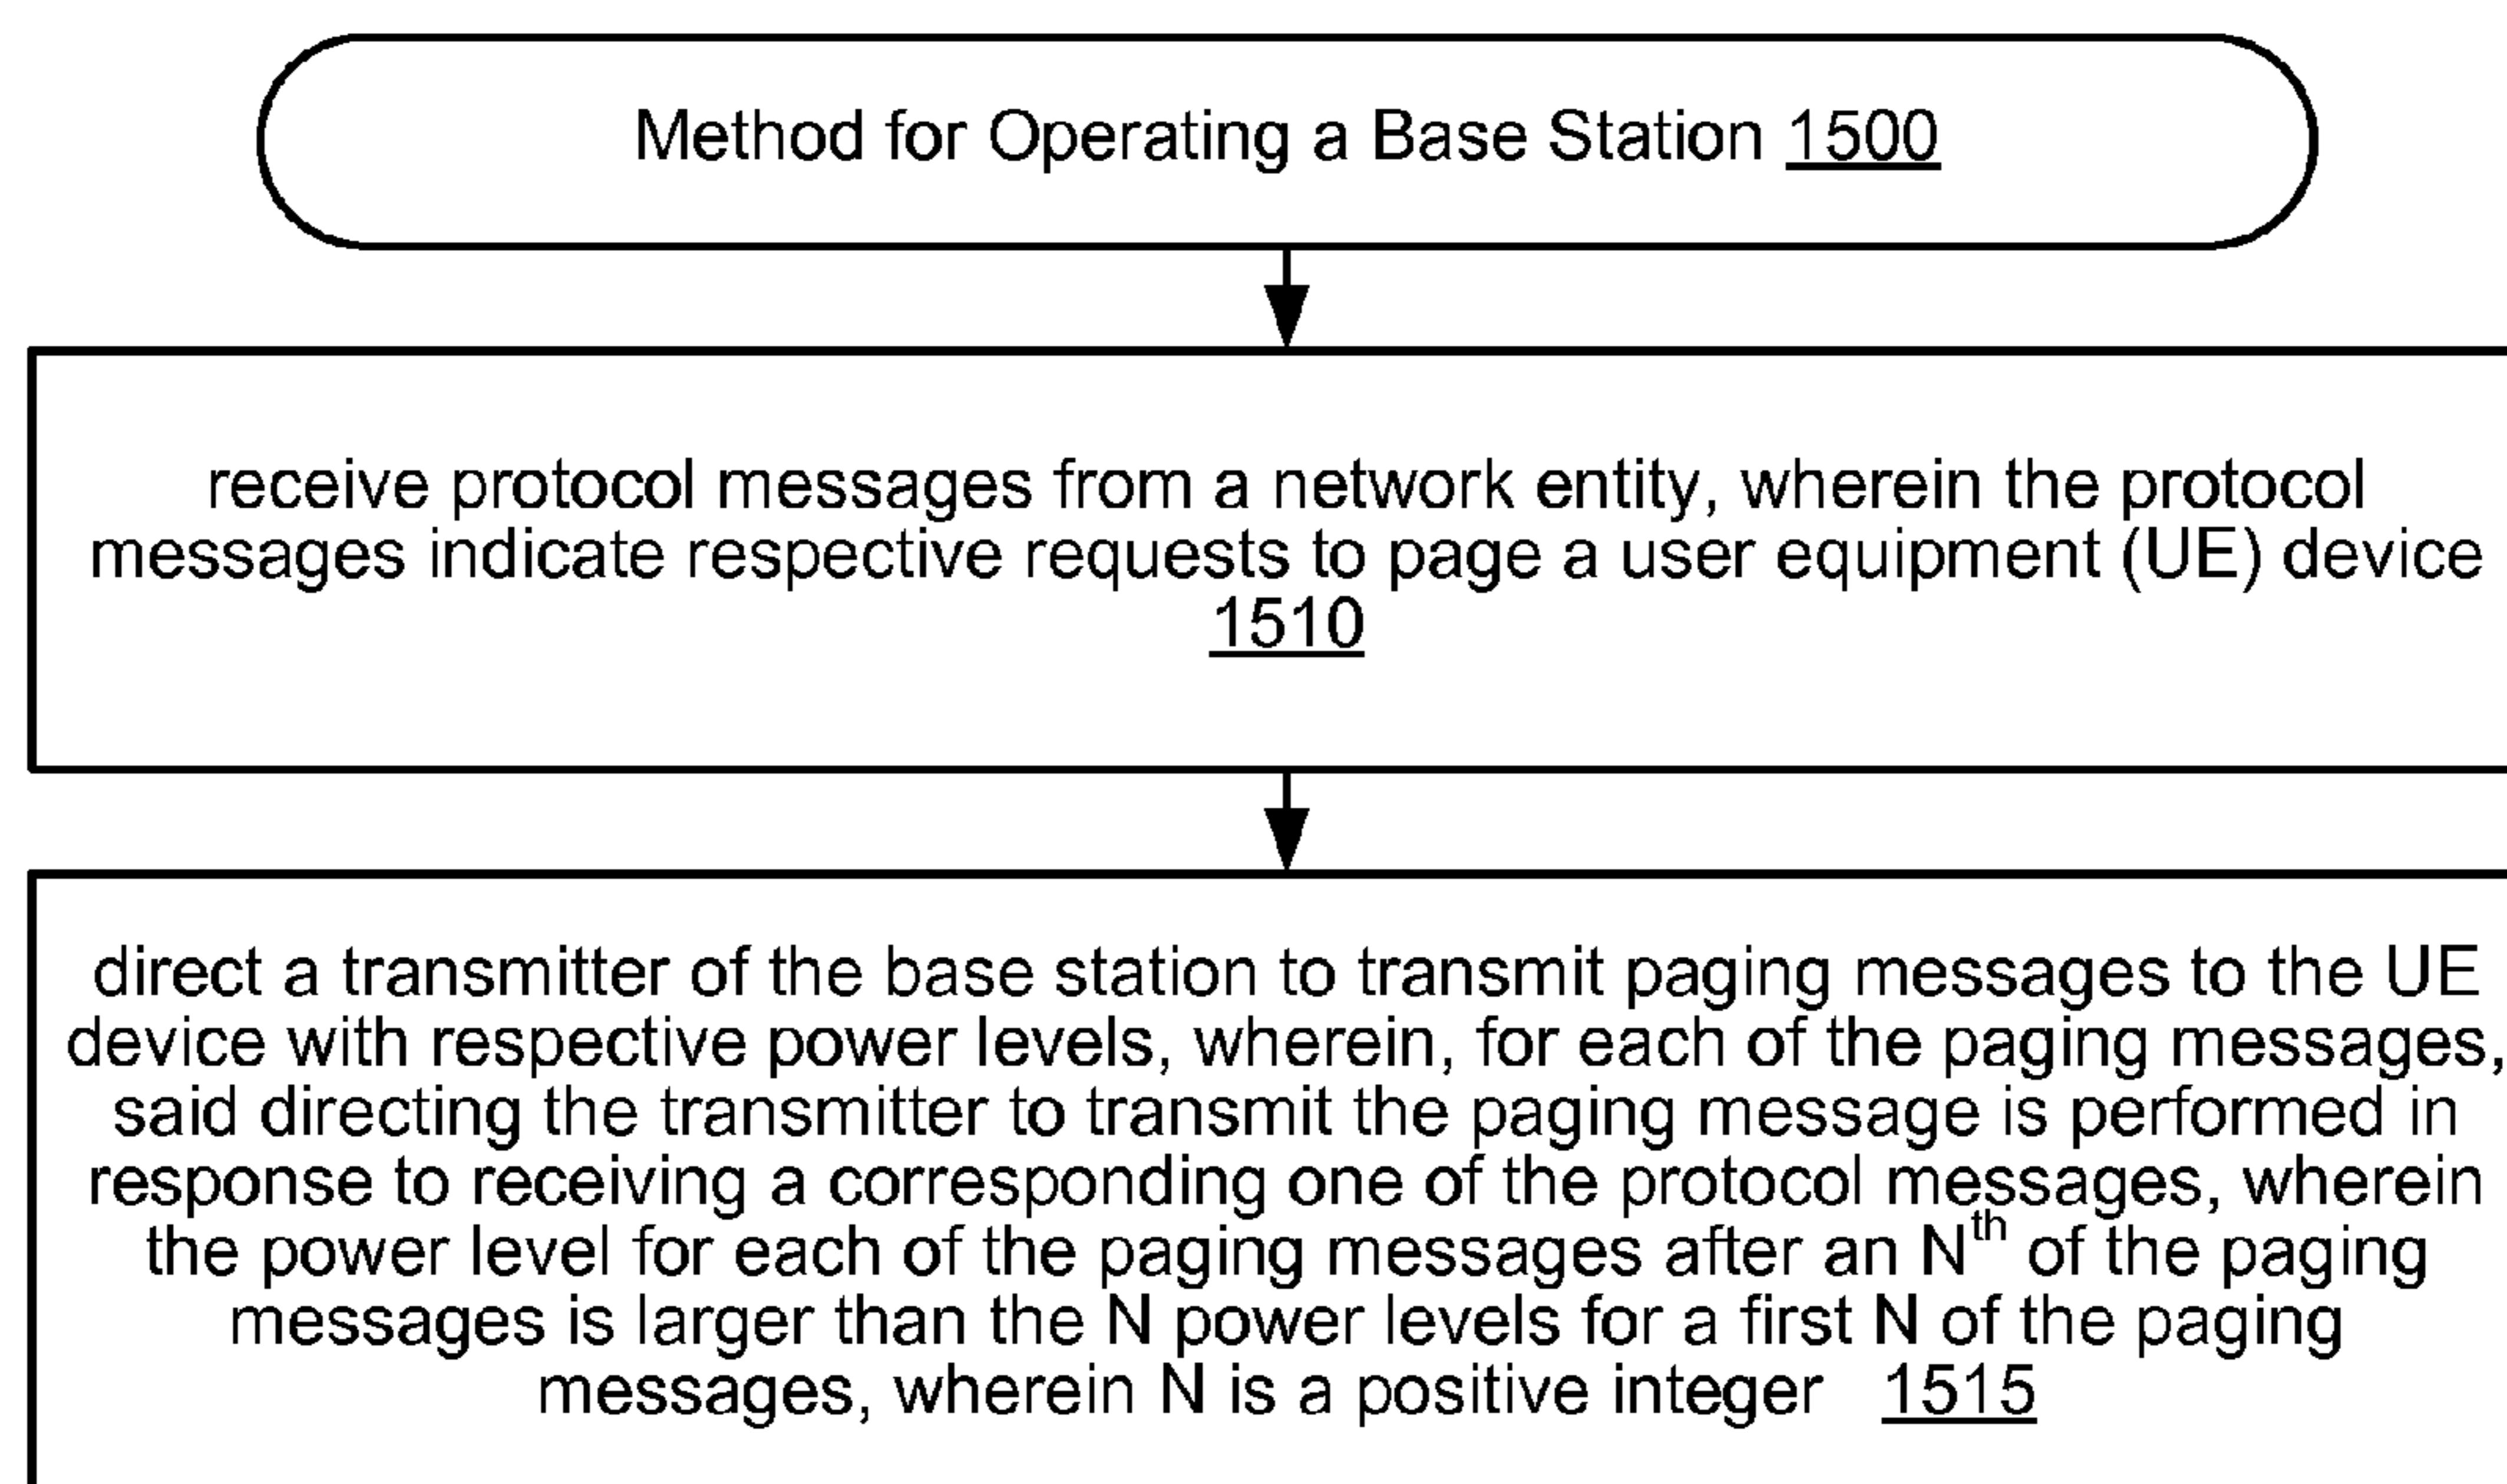 Method for Operating a Base Station 1500
receive protocol messages from a network entity, wherein the protocol
messages indicate respective requests to page a user equipment (UE) device
1510
direct a transmitter of the base station to transmit paging messages to the UE
device with respective power levels, wherein, for each of the paging messages,
said directing the transmitter to transmit the paging message is performed in
response to receiving a corresponding one of the protocol messages, wherein
the power level for each of the paging messages after an Nth of the paging
messages is larger than the N power levels for a first N of the paging
messages, wherein N is a positive integer 1515